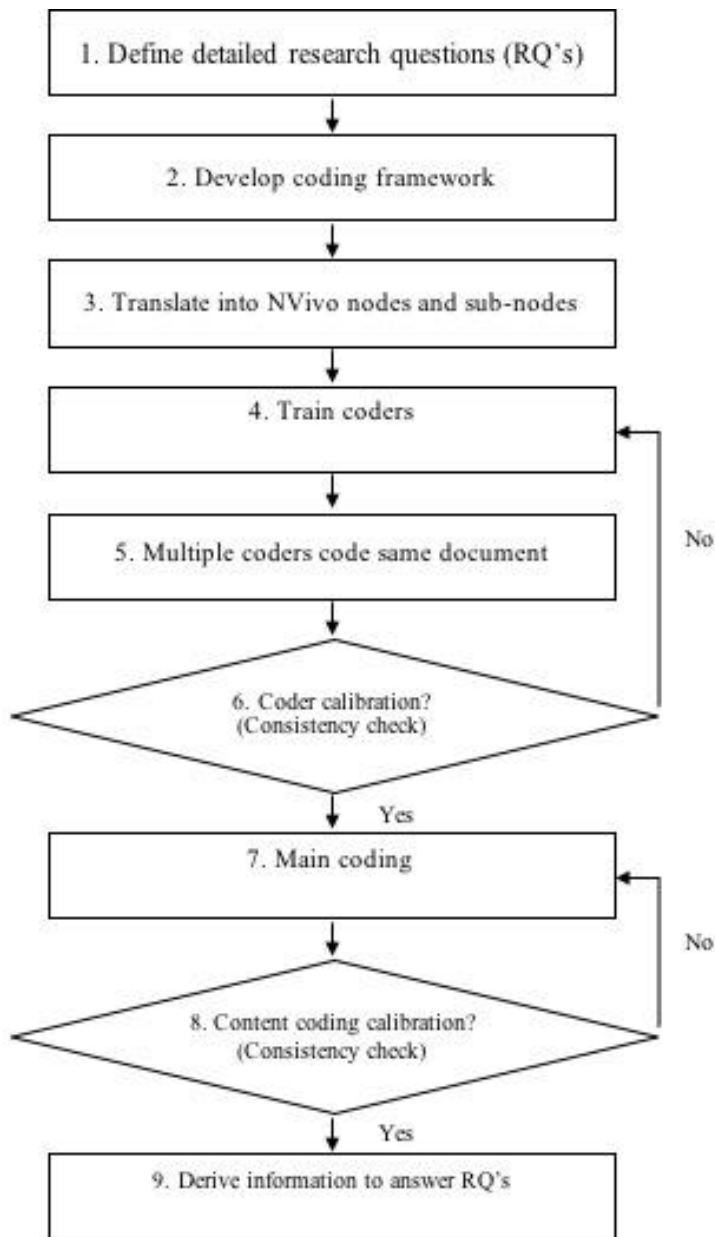 1. Define detailed research questions (RQ’s)
2. Develop coding framework
3. Translate into NVivo nodes and sub-nodes
4. Train coders
5. Multiple coders code same document
No
6. Coder calibration?
(Consistency check)
Yes
7. Main coding
No
8. Content coding calibration?
(Consistency check)
Yes
9. Derive information to answer RQ’s